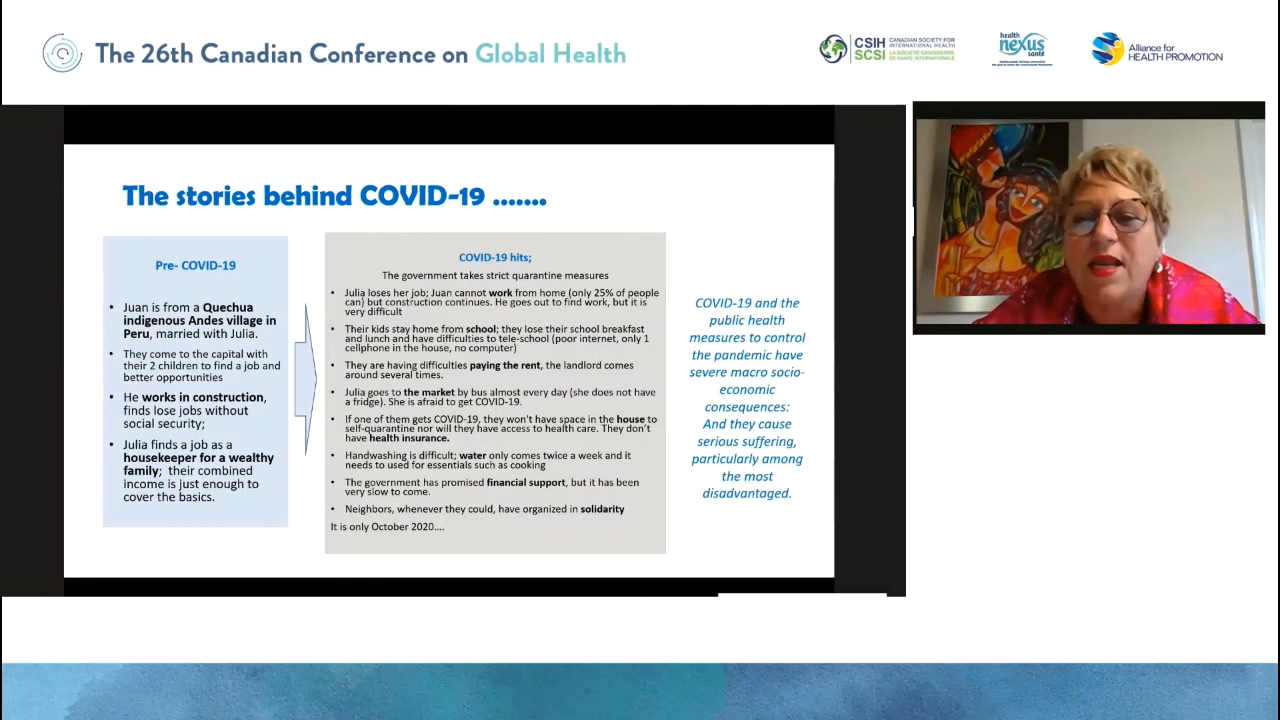 The 26th Canadian Conference on Global Health
CSIH
SCSI
CANADIAN SOCIETY FOR
INTERNATIONAL HEALTH
LA SOCIÉTÉ CANADIENNE
DE SANTÉ INTERNATIONALE
health
nexus
santé
Alliance for
HEALTH PROMOTION
The stories behind COVID-19 .......
Pre- COVID-19
• Juan is from a Quechua
indigenous Andes village in
Peru, married with Julia.
• They come to the capital with
their 2 children to find a job and
better opportunities
• He works in construction,
finds lose jobs without
social security;
• Julia finds a job as a
housekeeper for a wealthy
family; their combined
income is just enough to
cover the basics.
COVID-19 hits;
The government takes strict quarantine measures
• Julia loses her job; Juan cannot work from home (only 25% of people
can) but construction continues. He goes out to find work, but it is
very difficult
• Their kids stay home from school; they lose their school breakfast
and lunch and have difficulties to tele-school (poor internet, only 1
cellphone in the house, no computer)
• They are having difficulties paying the rent, the landlord comes
around several times.
• Julia goes to the market by bus almost every day (she does not have
a fridge). She is afraid to get COVID-19.
• If one of them gets COVID-19, they won't have space in the house to
self-quarantine nor will they have access to health care. They don't
have health insurance.
• Handwashing is difficult; water only comes twice a week and it
needs to used for essentials such as cooking
• The government has promised financial support, but it has been
very slow to come.
• Neighbors, whenever they could, have organized in solidarity
It is only October 2020....
COVID-19 and the
public health
measures to control
the pandemic have
severe macro socio-
economic
consequences:
And they cause
serious suffering,
particularly among
the most
disadvantaged.